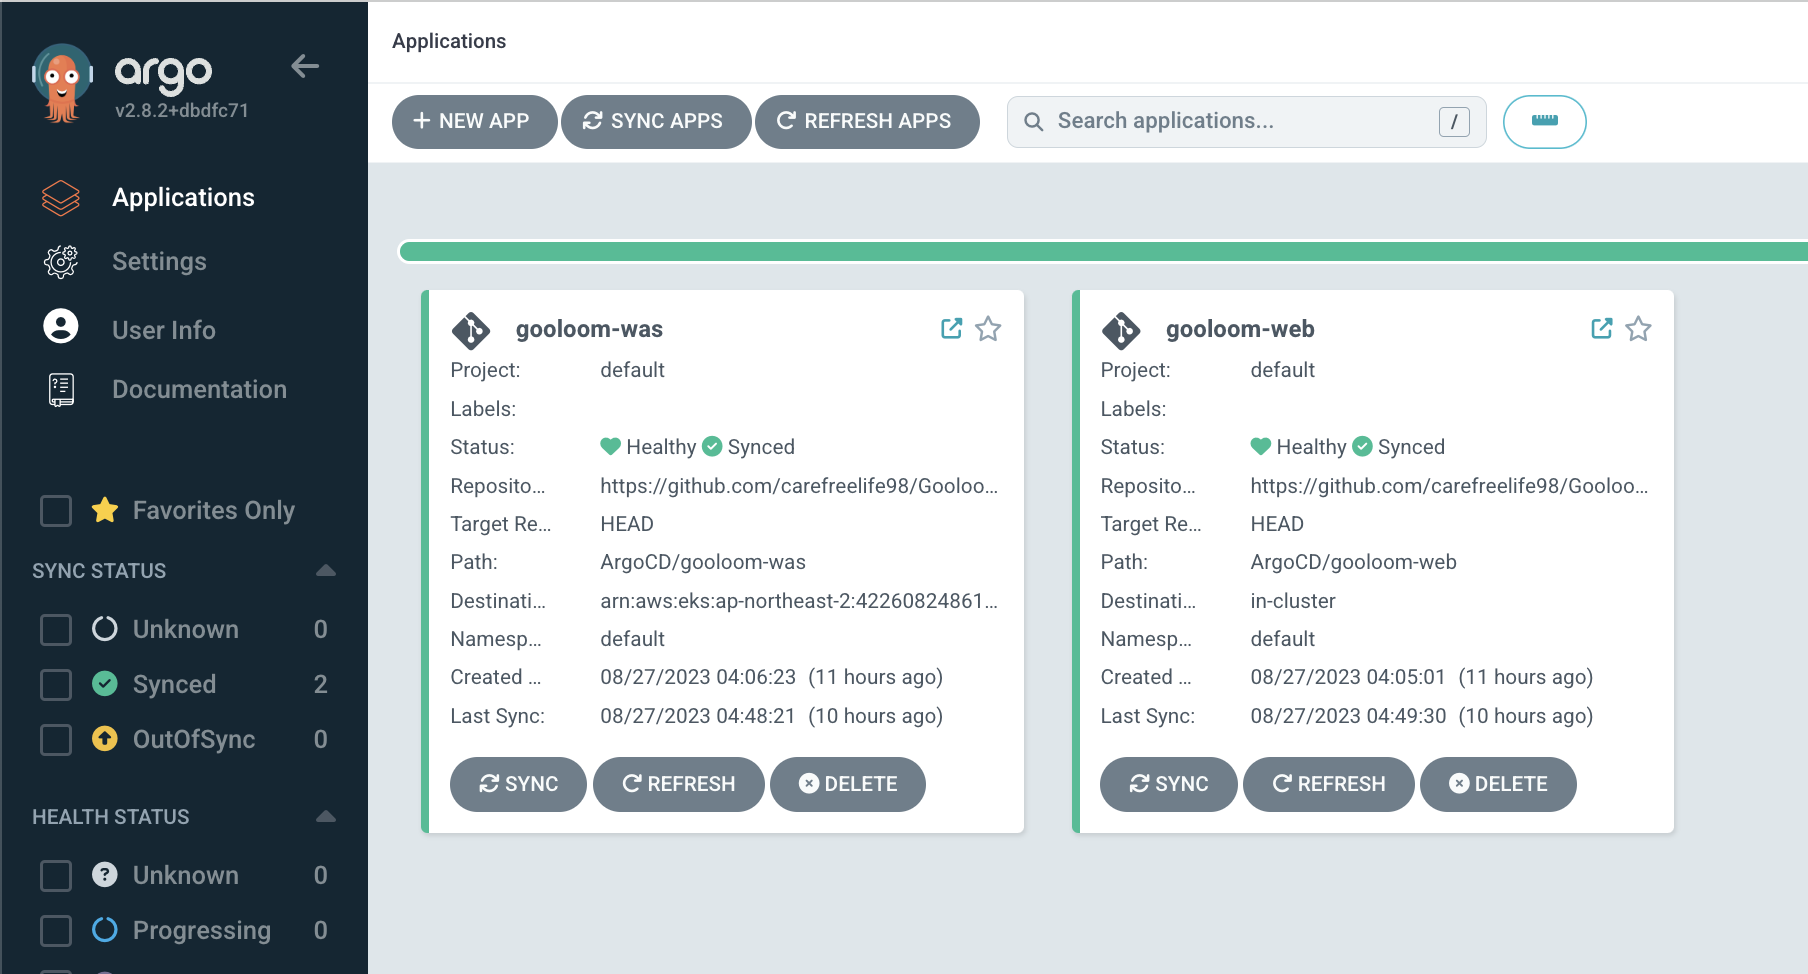 argo
v2.8.2+dbdfc71
Applications
Settings
User Info
Documentation
Favorites Only
SYNC STATUS
Unknown 0
Synced 2
OutOfSync 0
HEALTH STATUS
Unknown 0
Progressing 0
Applications
+ NEW APP SYNC APPS REFRESH APPS Search applications... /
gooloom-was
Project: default
Labels:
Status: Healthy Synced
Reposito... https://github.com/carefreelife98/Gooloo...
Target Re... HEAD
Path: ArgoCD/gooloom-was
Destinati... arn:aws:eks:ap-northeast-2:42260824861...
Namesp... default
Created ... 08/27/2023 04:06:23 (11 hours ago)
Last Sync: 08/27/2023 04:48:21 (10 hours ago)
SYNC REFRESH DELETE
gooloom-web
Project: default
Labels:
Status: Healthy Synced
Reposito... https://github.com/carefreelife98/Gooloo...
Target Re... HEAD
Path: ArgoCD/gooloom-web
Destinati... in-cluster
Namesp... default
Created ... 08/27/2023 04:05:01 (11 hours ago)
Last Sync: 08/27/2023 04:49:30 (10 hours ago)
SYNC REFRESH DELETE